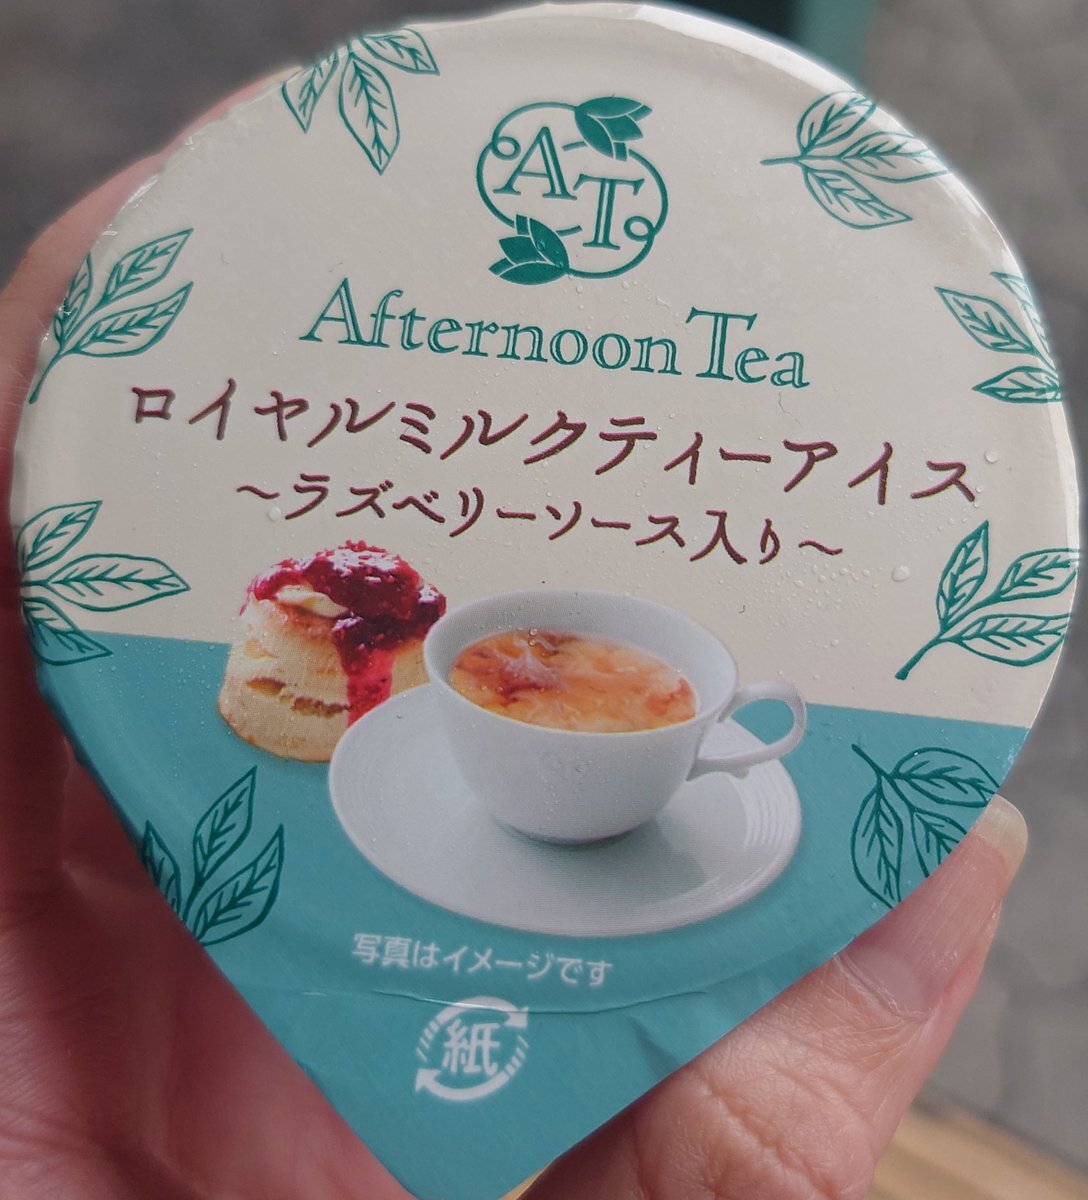 AT
Afternoon Tea
ロイヤルミルクティーアイス
～ラズベリーソース入り～
写真はイメージです
紙